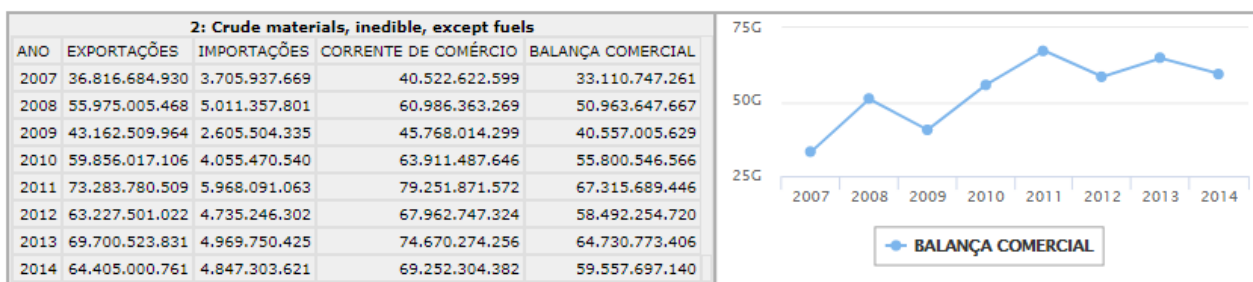 2: Crude materials, inedible, except fuels
ANO EXPORTAÇÕES IMPORTAÇÕES CORRENTE DE COMÉRCIO BALANÇA COMERCIAL
2007 36.816.684.930 3.705.937.669 40.522.622.599 33.110.747.261
2008 55.975.005.468 5.011.357.801 60.986.363.269 50.963.647.667
2009 43.162.509.964 2.605.504.335 45.768.014.299 40.557.005.629
2010 59.856.017.106 4.055.470.540 63.911.487.646 55.800.546.566
2011 73.283.780.509 5.968.091.063 79.251.871.572 67.315.689.446
2012 63.227.501.022 4.735.246.302 67.962.747.324 58.492.254.720
2013 69.700.523.831 4.969.750.425 74.670.274.256 64.730.773.406
2014 64.405.000.761 4.847.303.621 69.252.304.382 59.557.697.140
75G
50G
25G
2007 2008 2009 2010 2011 2012 2013 2014
BALANÇA COMERCIAL